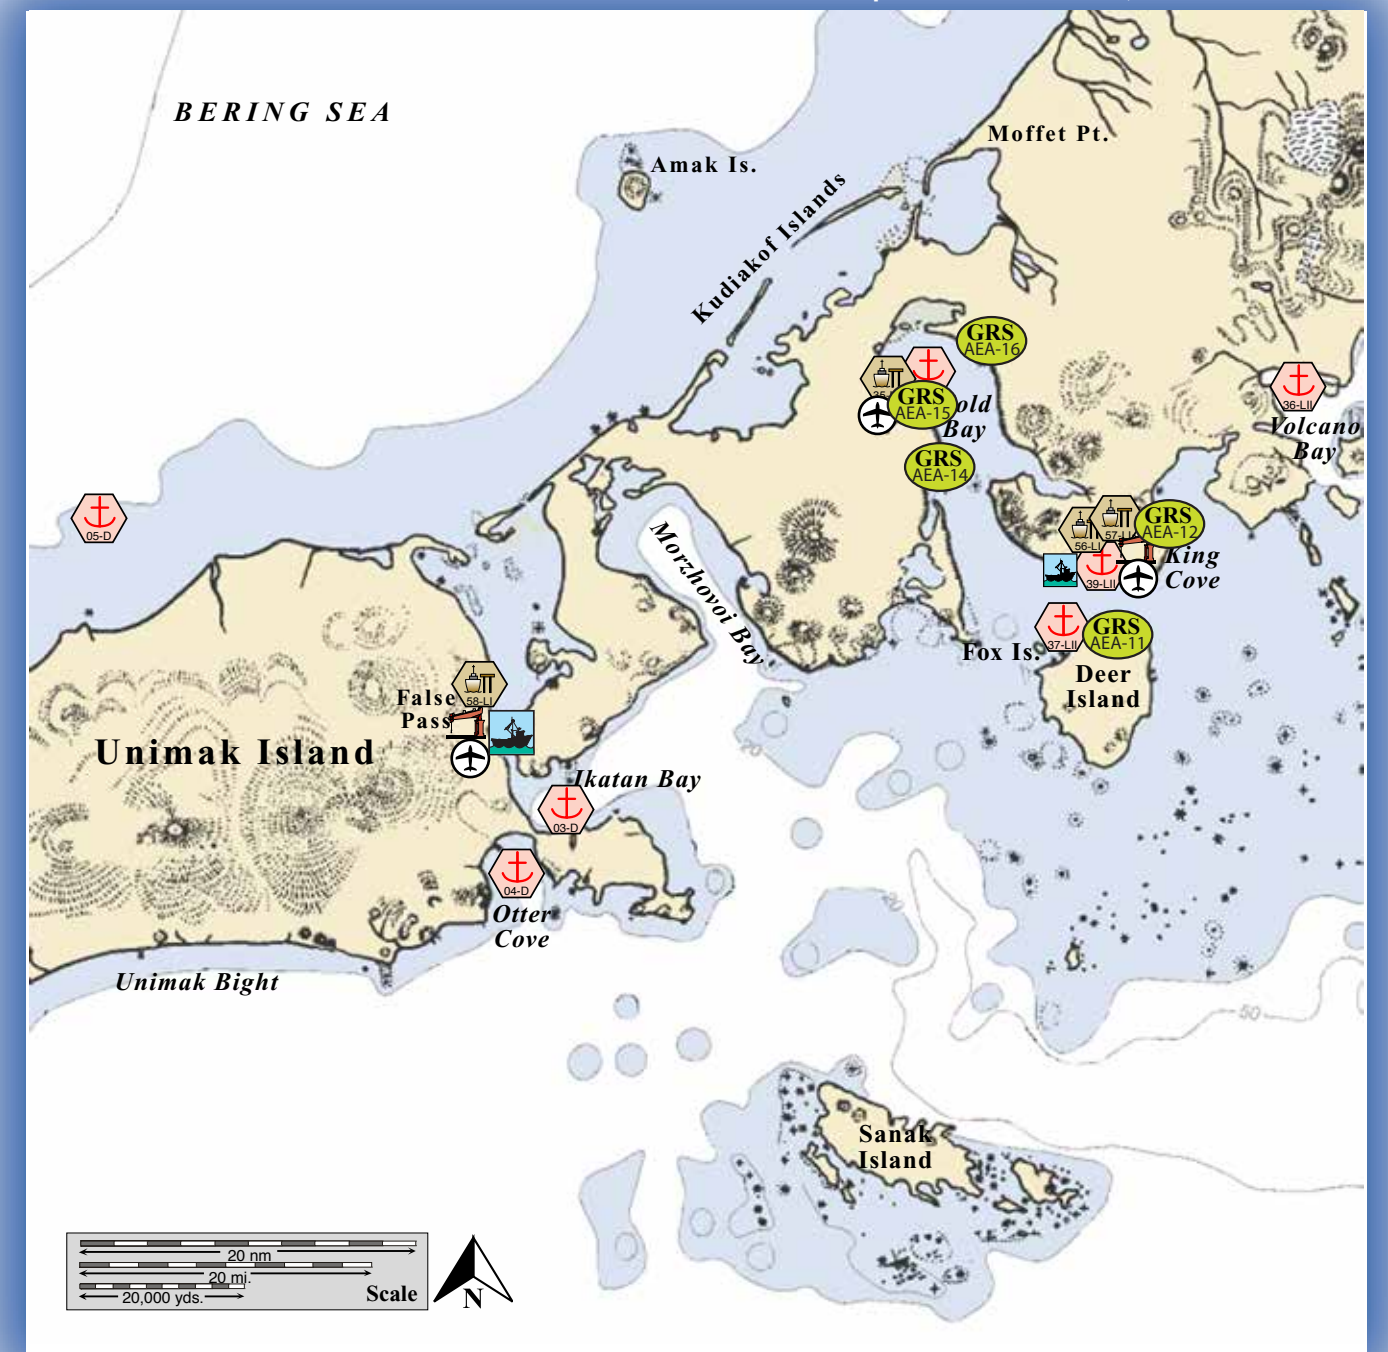 BERING SEA
Moffet Pt.
Amak Is.
Kudiakof Islands
GRS
AEA-16
GRS
AEA-15
old
Bay
36-LII
Volcano
Bay
GRS
AEA-14
05-D
Morzhovoi Bay
56-LI
57-LI
GRS
AEA-12
King
Cove
39-LII
37-LII
GRS
AEA-11
Fox Is.
Deer
Island
58-LI
False
Pass
Unimak Island
Ikatan Bay
03-D
04-D
Otter
Cove
Unimak Bight
50
Sanak
Island
20 nm
20 mi.
20,000 yds.
Scale
N